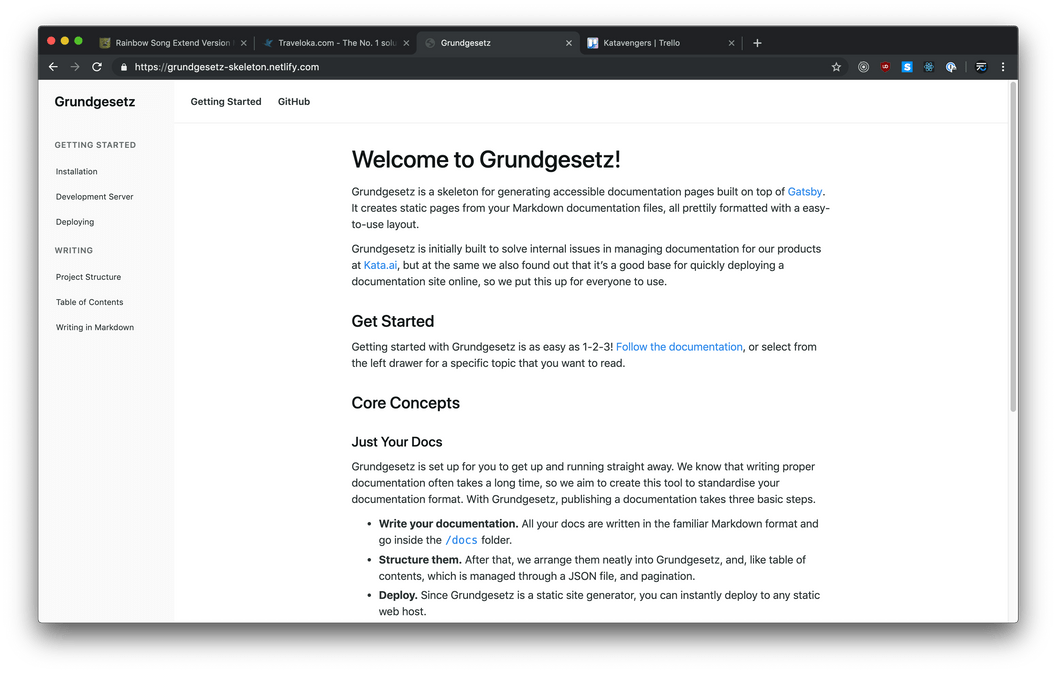 Rainbow Song Extend Version
Traveloka.com - The No. 1 solu
Grundgesetz
Katavengers | Trello
https://grundgesetz-skeleton.netlify.com
Grundgesetz
Getting Started
GitHub
GETTING STARTED
Installation
Development Server
Deploying
WRITING
Project Structure
Table of Contents
Writing in Markdown
Welcome to Grundgesetz!
Grundgesetz is a skeleton for generating accessible documentation pages built on top of Gatsby.
It creates static pages from your Markdown documentation files, all prettily formatted with a easy-
to-use layout.
Grundgesetz is initially built to solve internal issues in managing documentation for our products
at Kata.ai, but at the same we also found out that it's a good base for quickly deploying a
documentation site online, so we put this up for everyone to use.
Get Started
Getting started with Grundgesetz is as easy as 1-2-3! Follow the documentation, or select from
the left drawer for a specific topic that you want to read.
Core Concepts
Just Your Docs
Grundgesetz is set up for you to get up and running straight away. We know that writing proper
documentation often takes a long time, so we aim to create this tool to standardise your
documentation format. With Grundgesetz, publishing a documentation takes three basic steps.
• Write your documentation. All your docs are written in the familiar Markdown format and
go inside the /docs folder.
• Structure them. After that, we arrange them neatly into Grundgesetz, and, like table of
contents, which is managed through a JSON file, and pagination.
• Deploy. Since Grundgesetz is a static site generator, you can instantly deploy to any static
web host.